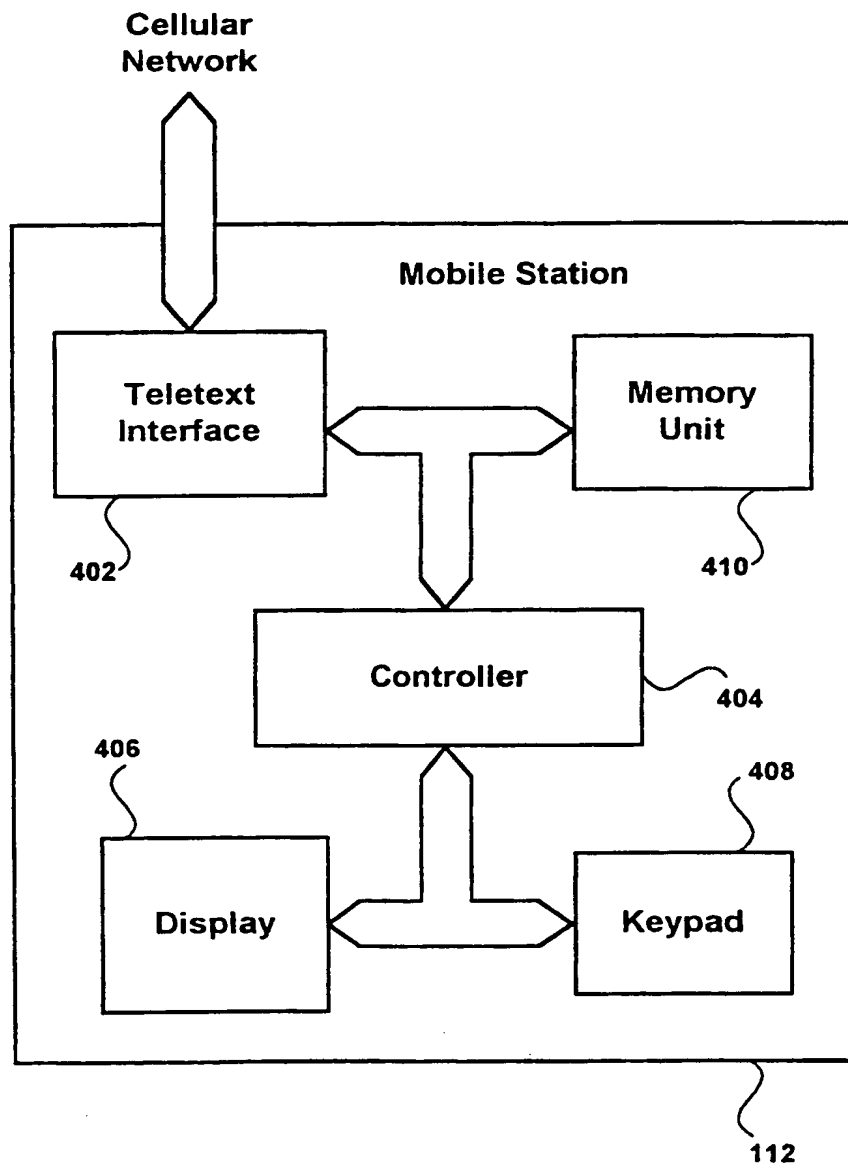 Cellular
Network
Mobile Station
Teletext
Interface
Memory
Unit
402
410
Controller
404
406
408
Display
Keypad
112